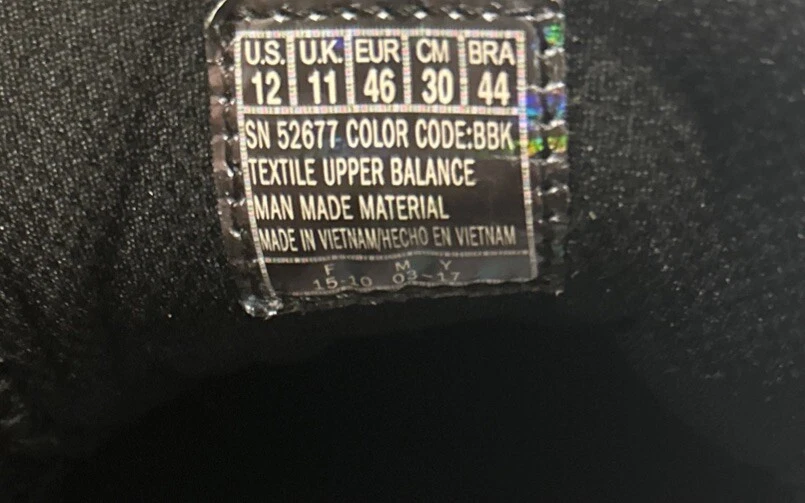 U.S. U.K. EUR CM BRA
12 11 46 30 44
SN 52677 COLOR CODE:BBK
TEXTILE UPPER BALANCE
MAN MADE MATERIAL
MADE IN VIETNAM/HECHO EN VIETNAM
F M Y
15-10 03-17